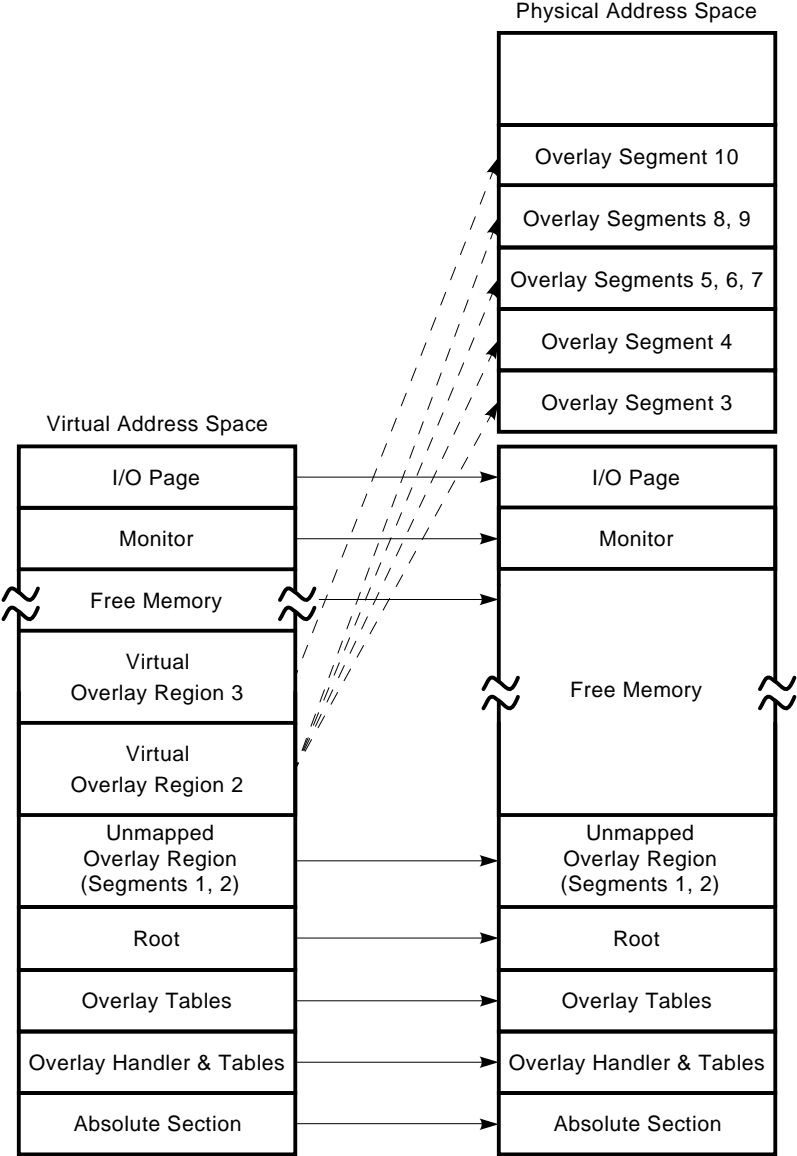 Physical Address Space
Overlay Segment 10
Overlay Segments 8, 9
Overlay Segments 5, 6, 7
Overlay Segment 4
Overlay Segment 3
Virtual Address Space
I/O Page
Monitor
Free Memory
Virtual
Overlay Region 3
Virtual
Overlay Region 2
Unmapped
Overlay Region
(Segments 1, 2)
Root
Overlay Tables
Overlay Handler & Tables
Absolute Section
I/O Page
Monitor
Free Memory
Unmapped
Overlay Region
(Segments 1, 2)
Root
Overlay Tables
Overlay Handler & Tables
Absolute Section